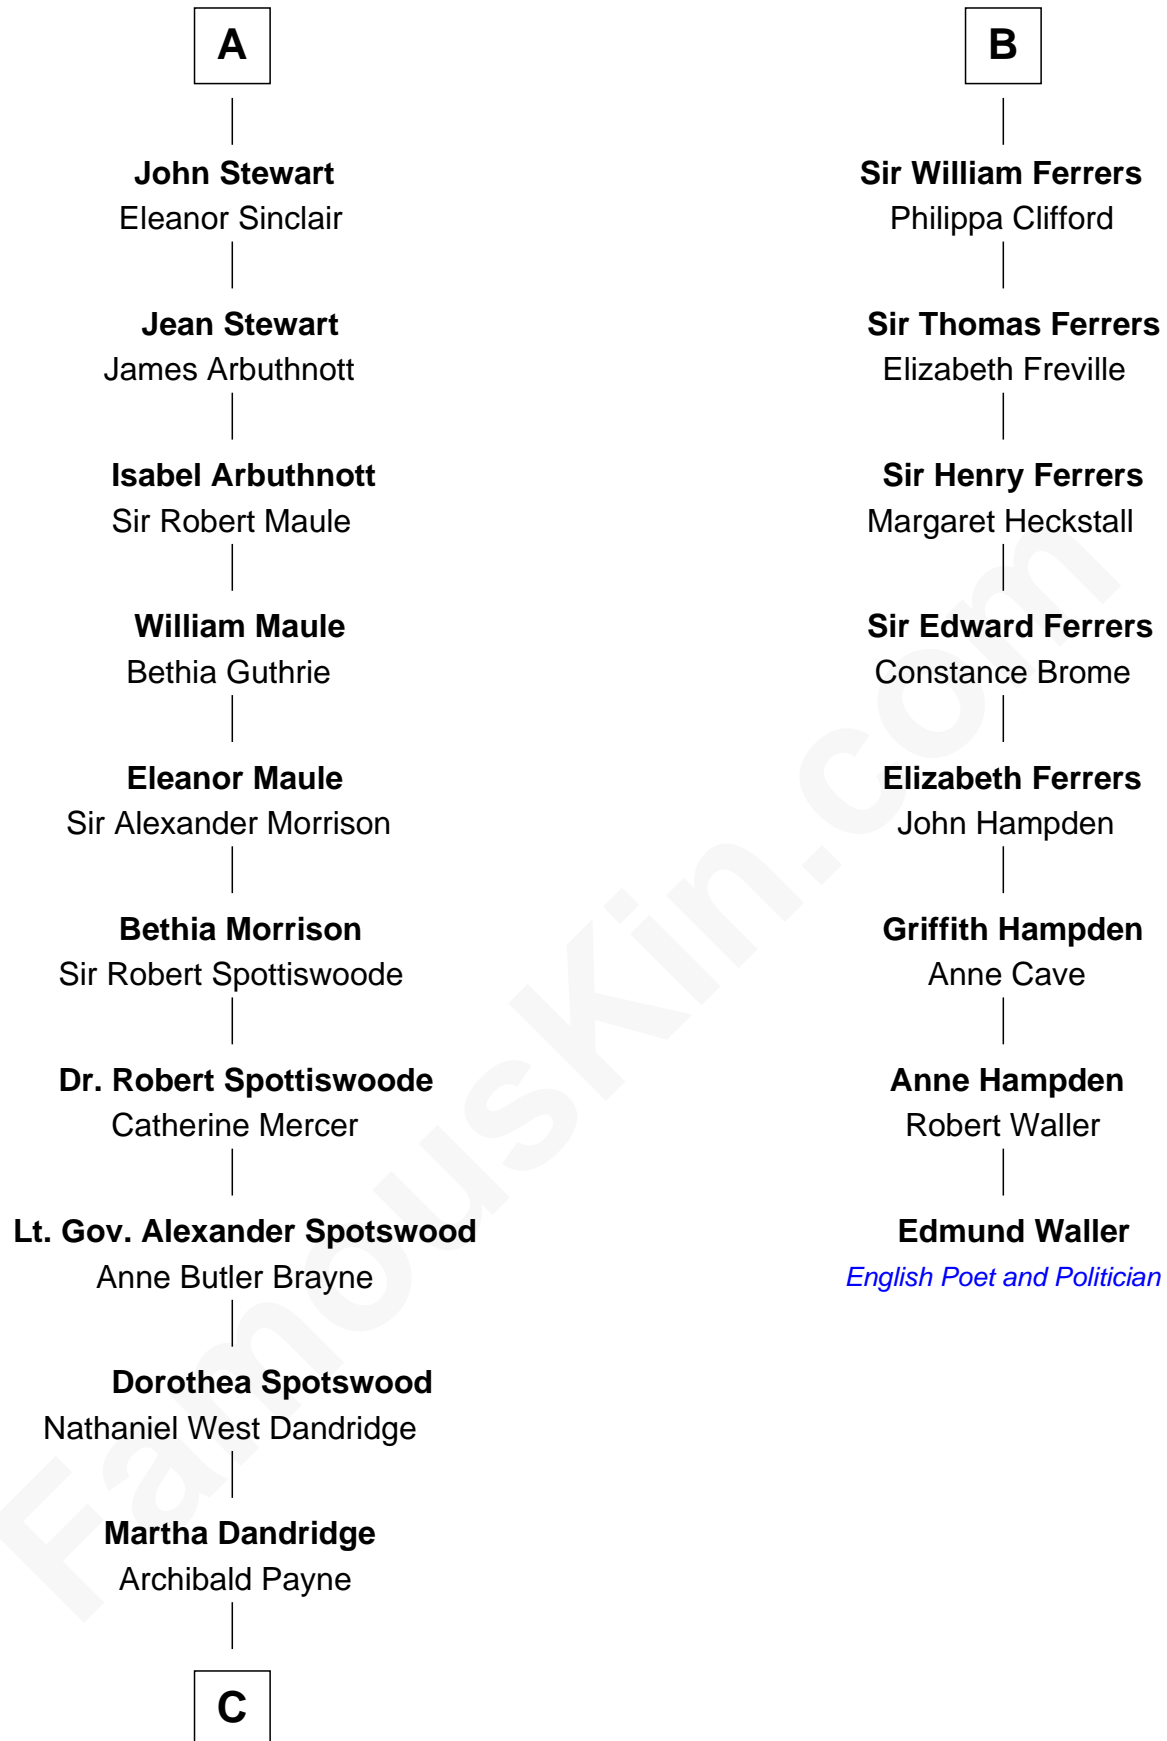 A
John Stewart
Eleanor Sinclair
Jean Stewart
James Arbuthnott
Isabel Arbuthnott
Sir Robert Maule
William Maule
Bethia Guthrie
Eleanor Maule
Sir Alexander Morrison
Bethia Morrison
Sir Robert Spottiswoode
Dr. Robert Spottiswoode
Catherine Mercer
Lt. Gov. Alexander Spotswood
Anne Butler Brayne
Dorothea Spotswood
Nathaniel West Dandridge
Martha Dandridge
Archibald Payne
C
B
Sir William Ferrers
Philippa Clifford
Sir Thomas Ferrers
Elizabeth Freville
Sir Henry Ferrers
Margaret Heckstall
Sir Edward Ferrers
Constance Brome
Elizabeth Ferrers
John Hampden
Griffith Hampden
Anne Cave
Anne Hampden
Robert Waller
Edmund Waller
English Poet and Politician
FamousKin.com